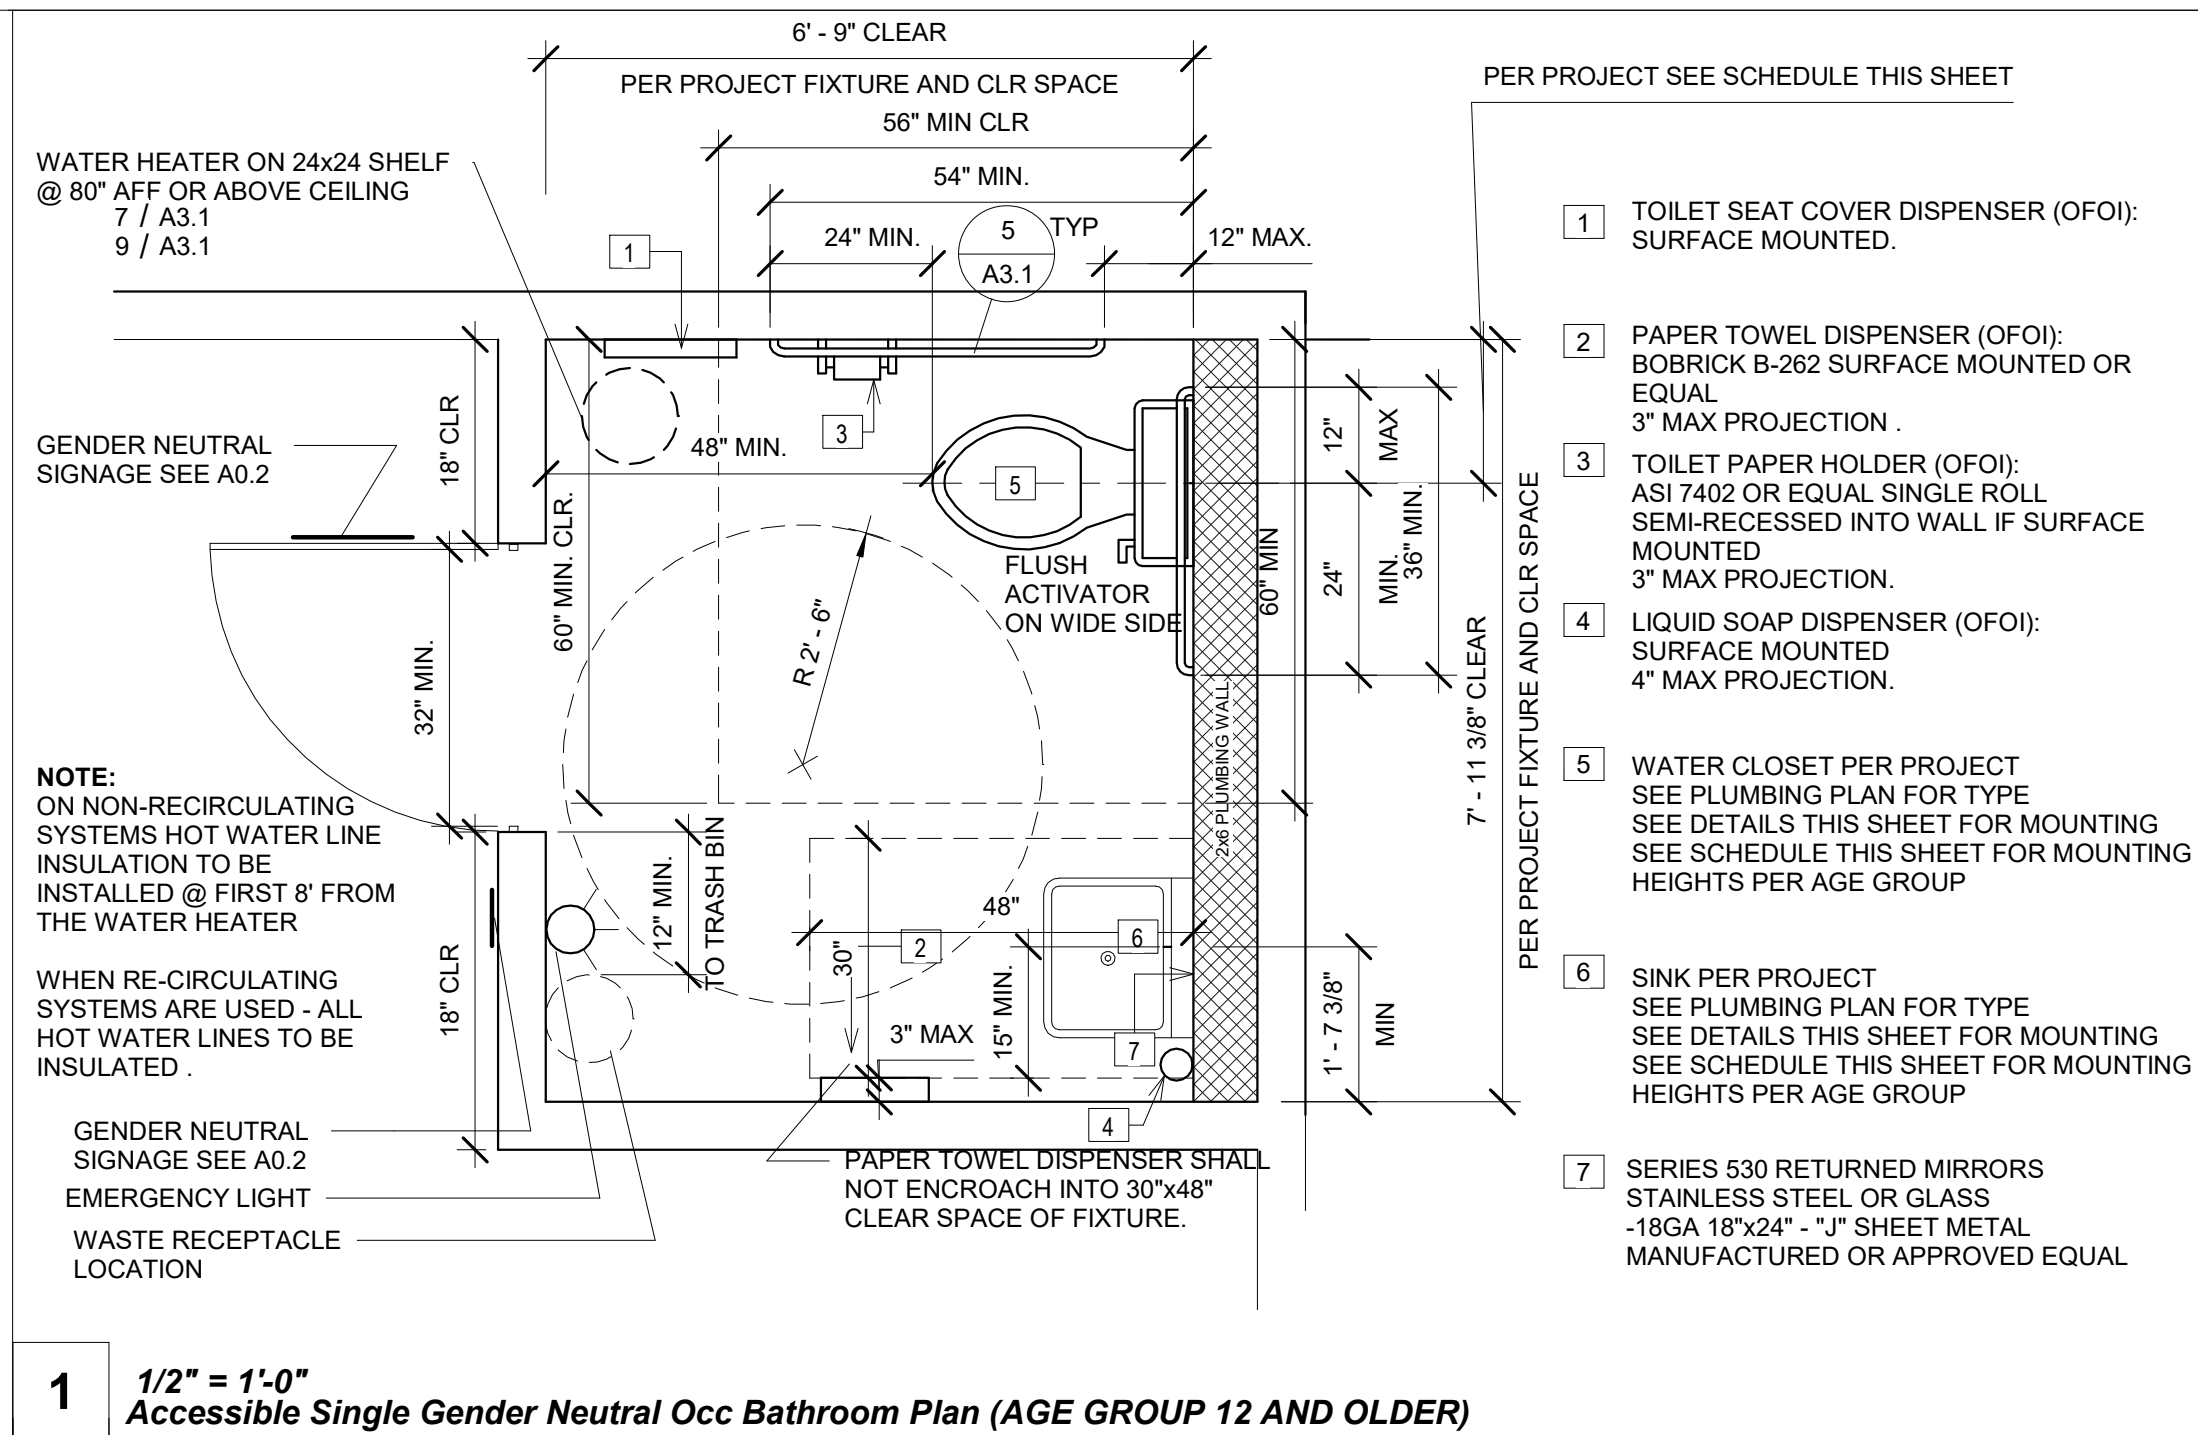 6' - 9" CLEAR
PER PROJECT FIXTURE AND CLR SPACE
PER PROJECT SEE SCHEDULE THIS SHEET
56" MIN CLR
54" MIN.
WATER HEATER ON 24x24 SHELF
@ 80" AFF OR ABOVE CEILING
7 / A3.1
9 / A3.1
1
24" MIN.
5
A3.1
TYP
12" MAX.
18" CLR
GENDER NEUTRAL
SIGNAGE SEE A0.2
48" MIN.
3
5
60" MIN. CLR.
R 2' - 6"
FLUSH
ACTIVATOR
ON WIDE SIDE
12"
MAX
24"
MIN.
36" MIN.
60" MIN
32" MIN.
2x6 PLUMBING WALL
7' - 11 3/8" CLEAR
PER PROJECT FIXTURE AND CLR SPACE
NOTE:
ON NON-RECIRCULATING
SYSTEMS HOT WATER LINE
INSULATION TO BE
INSTALLED @ FIRST 8' FROM
THE WATER HEATER
WHEN RE-CIRCULATING
SYSTEMS ARE USED - ALL
HOT WATER LINES TO BE
INSULATED .
18" CLR
12" MIN.
TO TRASH BIN
48"
30"
2
6
15" MIN.
3" MAX
7
4
1' - 7 3/8"
MIN
GENDER NEUTRAL
SIGNAGE SEE A0.2
EMERGENCY LIGHT
WASTE RECEPTACLE
LOCATION
PAPER TOWEL DISPENSER SHALL
NOT ENCROACH INTO 30"x48"
CLEAR SPACE OF FIXTURE.
1 TOILET SEAT COVER DISPENSER (OFOI):
SURFACE MOUNTED.
2 PAPER TOWEL DISPENSER (OFOI):
BOBRICK B-262 SURFACE MOUNTED OR
EQUAL
3" MAX PROJECTION .
3 TOILET PAPER HOLDER (OFOI):
ASI 7402 OR EQUAL SINGLE ROLL
SEMI-RECESSED INTO WALL IF SURFACE
MOUNTED
3" MAX PROJECTION.
4 LIQUID SOAP DISPENSER (OFOI):
SURFACE MOUNTED
4" MAX PROJECTION.
5 WATER CLOSET PER PROJECT
SEE PLUMBING PLAN FOR TYPE
SEE DETAILS THIS SHEET FOR MOUNTING
SEE SCHEDULE THIS SHEET FOR MOUNTING
HEIGHTS PER AGE GROUP
6 SINK PER PROJECT
SEE PLUMBING PLAN FOR TYPE
SEE DETAILS THIS SHEET FOR MOUNTING
SEE SCHEDULE THIS SHEET FOR MOUNTING
HEIGHTS PER AGE GROUP
7 SERIES 530 RETURNED MIRRORS
STAINLESS STEEL OR GLASS
-18GA 18"x24" - "J" SHEET METAL
MANUFACTURED OR APPROVED EQUAL
1
1/2" = 1'-0"
Accessible Single Gender Neutral Occ Bathroom Plan (AGE GROUP 12 AND OLDER)